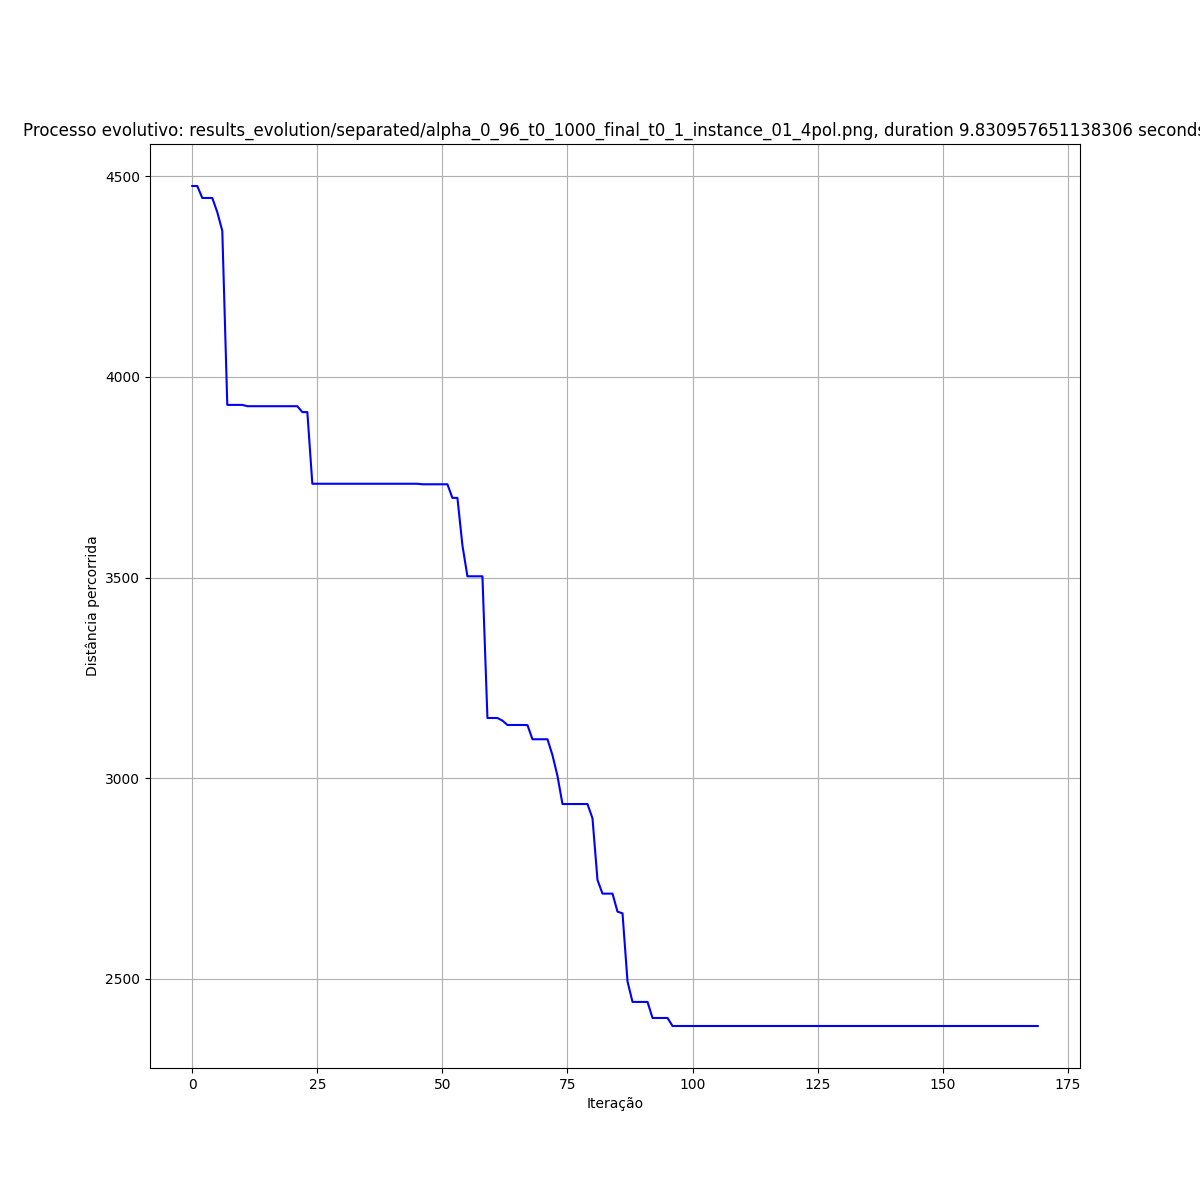 Processo evolutivo: results_evolution/separated/alpha_0_96_t0_1000_final_t0_1_instance_01_4pol.png, duration 9.830957651138306 seconds
4500
4000
3500
3000
2500
Distância percorrida
0 25 50 75 100 125 150 175
Iteração